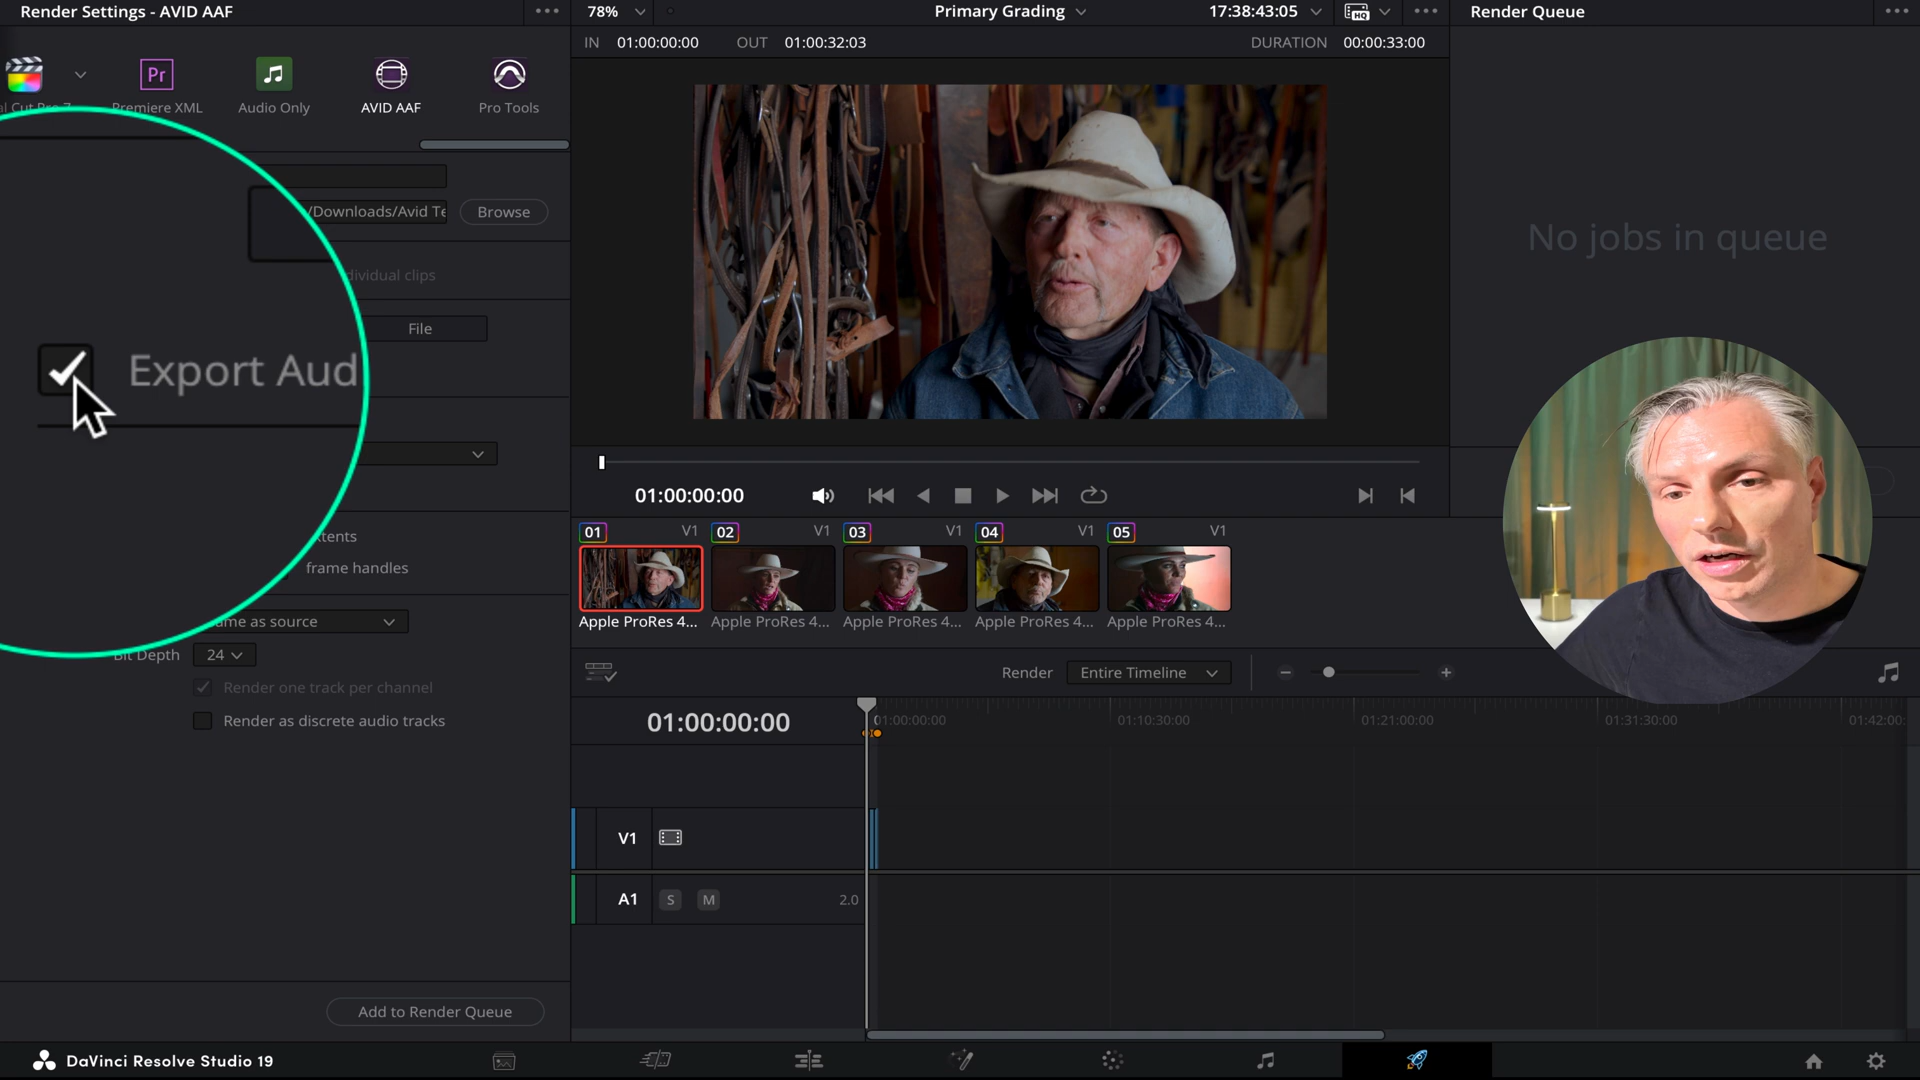 Render Settings - AVID AAF
78%
Primary Grading
17:38:43:05
Render Queue
IN 01:00:00:00 OUT 01:00:32:03
DURATION 00:00:33:00
Pr
Premiere XML
Audio Only
AVID AAF
Pro Tools
/Downloads/Avid Te
Browse
File
Export Aud
frame handles
as source
Bit Depth
24
Render one track per channel
Render as discrete audio tracks
Add to Render Queue
No jobs in queue
01:00:00:00
01 V1
02 V1
03 V1
04 V1
05 V1
Apple ProRes 4...
Apple ProRes 4...
Apple ProRes 4...
Apple ProRes 4...
Apple ProRes 4...
Render
Entire Timeline
01:00:00:00
01:00:00:00
01:10:30:00
01:21:00:00
01:31:30:00
01:42:00:
V1
A1 S M 2.0
DaVinci Resolve Studio 19